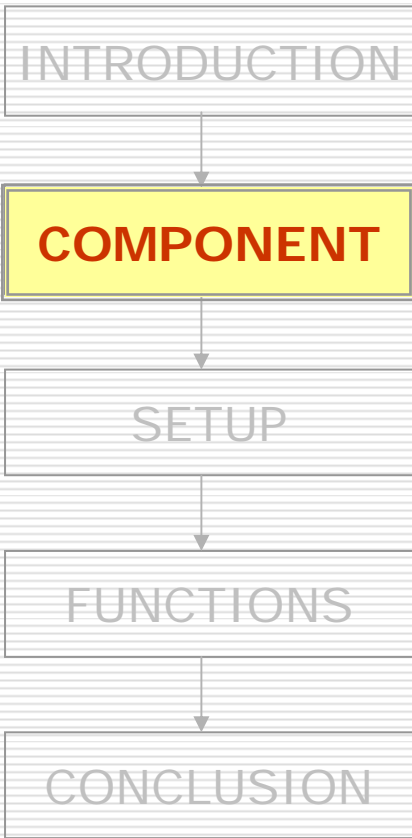 INTRODUCTION
COMPONENT
SETUP
FUNCTIONS
CONCLUSION